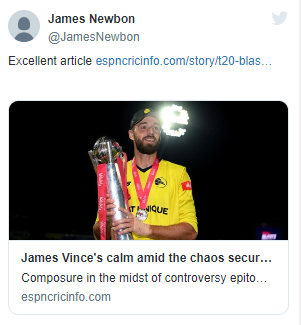 James Newbon
@JamesNewbon
Excellent article espncricinfo.com/story/t20-blas…
NIQUE
James Vince's calm amid the chaos secur…
Composure in the midst of controversy epito…
espncricinfo.com